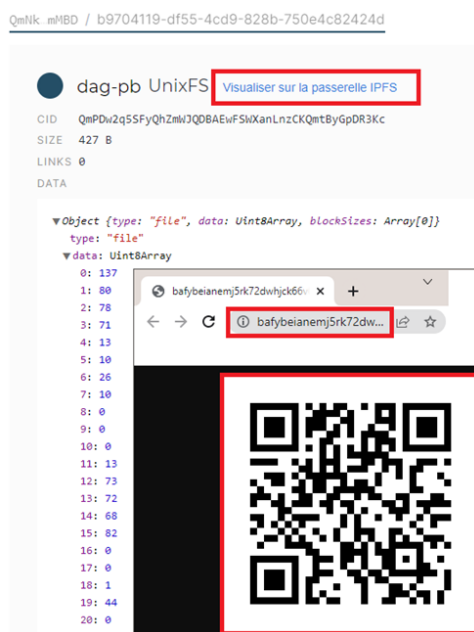 QmNk…mMBD / b9704119-df55-4cd9-828b-750e4c82424d
dag-pb UnixFS Visualiser sur la passerelle IPFS
CID QmPDw2q5SFyQhZmWJQDBAEwFSWXanLnzCKQmtByGpDR3Kc
SIZE 427 B
LINKS 0
DATA
▼Object {type: "file", data: Uint8Array, blockSizes: Array[0]}
type: "file"
▼data: Uint8Array
0: 137
1: 80
2: 78
3: 71
4: 13
5: 10
6: 26
7: 10
8: 0
9: 0
10: 0
11: 13
12: 73
13: 72
14: 68
15: 82
16: 0
17: 0
18: 1
19: 44
20: 0
bafybeianemj5rk72dwhjck66v × +
bafybeianemj5rk72dw...